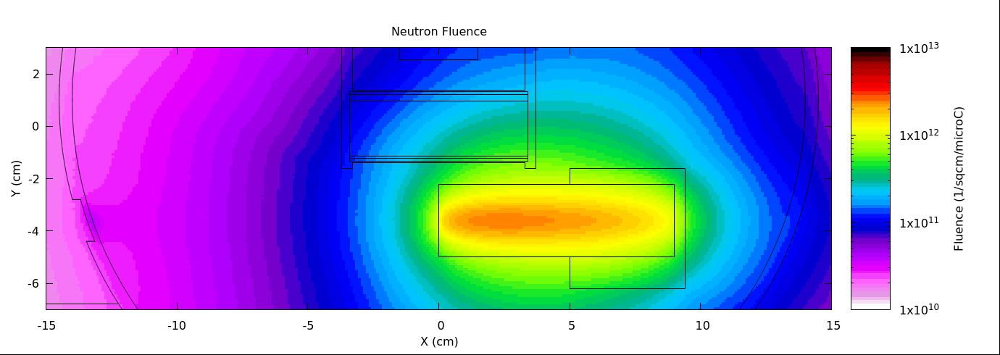 Neutron Fluence
2
0
-2
-4
-6
Y (cm)
-15 -10 -5 0 5 10 15
X (cm)
1x10^13
1x10^12
1x10^11
1x10^10
Fluence (1/sqcm/microC)